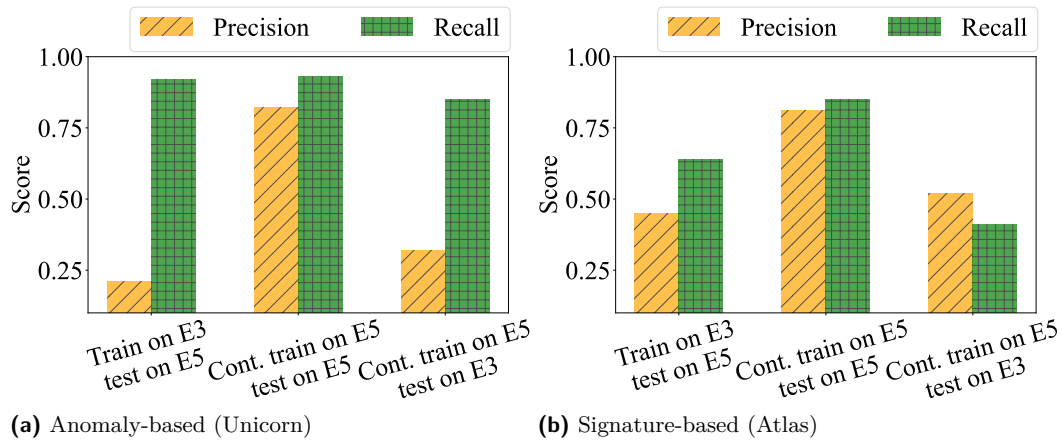 Precision Recall
1.00
0.75
0.50
0.25
Score
Train on E3
test on E5
Cont. train on E5
test on E5
Cont. train on E5
test on E3
(a) Anomaly-based (Unicorn)
Precision Recall
1.00
0.75
0.50
0.25
Score
Train on E3
test on E5
Cont. train on E5
test on E5
Cont. train on E5
test on E3
(b) Signature-based (Atlas)